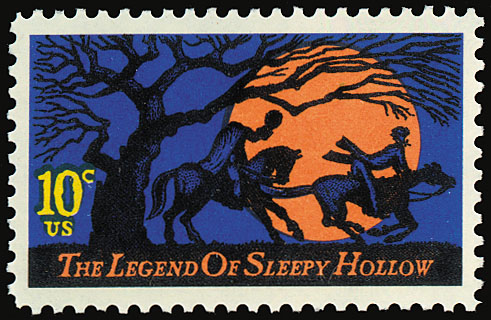 10c
US
THE LEGEND OF SLEEPY HOLLOW